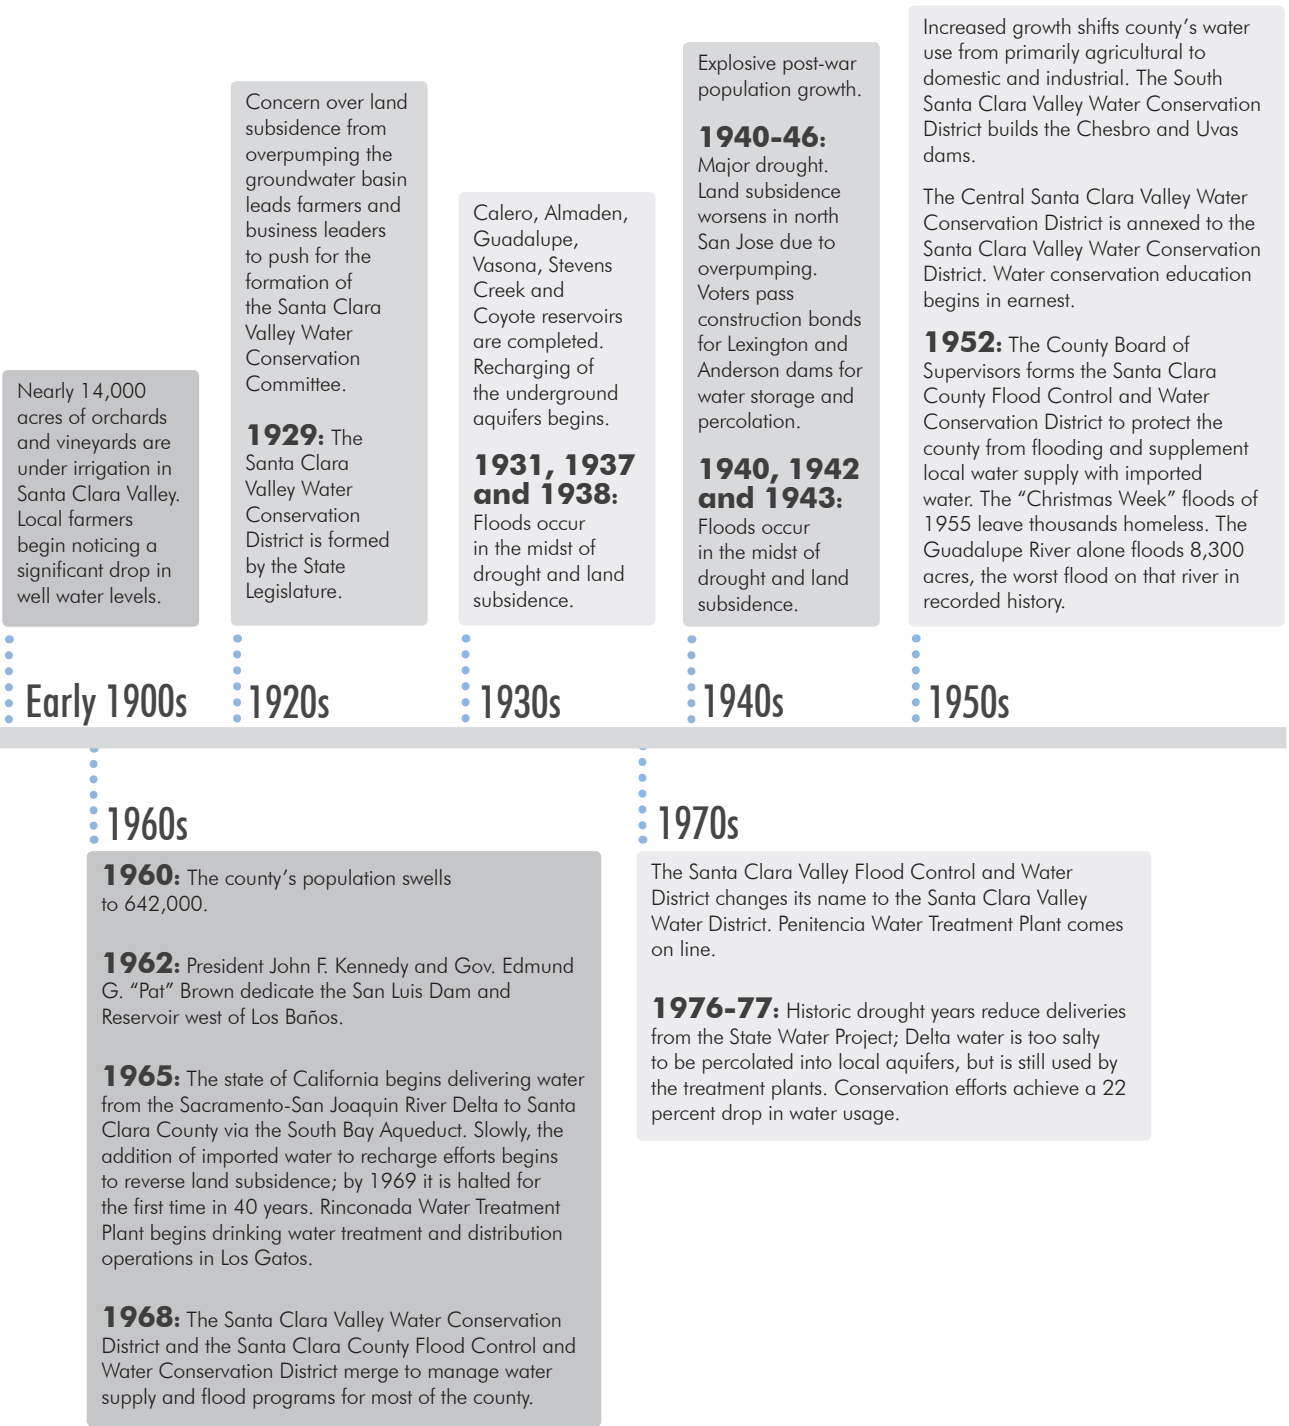 Nearly 14,000
acres of orchards
and vineyards are
under irrigation in
Santa Clara Valley.
Local farmers
begin noticing a
significant drop in
well water levels.
Early 1900s
Concern over land
subsidence from
overpumping the
groundwater basin
leads farmers and
business leaders
to push for the
formation of
the Santa Clara
Valley Water
Conservation
Committee.
1929: The
Santa Clara
Valley Water
Conservation
District is formed
by the State
Legislature.
1920s
Calero, Almaden,
Guadalupe,
Vasona, Stevens
Creek and
Coyote reservoirs
are completed.
Recharging of
the underground
aquifers begins.
1931, 1937
and 1938:
Floods occur
in the midst of
drought and land
subsidence.
1930s
Explosive post-war
population growth.
1940-46:
Major drought.
Land subsidence
worsens in north
San Jose due to
overpumping.
Voters pass
construction bonds
for Lexington and
Anderson dams for
water storage and
percolation.
1940, 1942
and 1943:
Floods occur
in the midst of
drought and land
subsidence.
1940s
Increased growth shifts county’s water
use from primarily agricultural to
domestic and industrial. The South
Santa Clara Valley Water Conservation
District builds the Chesbro and Uvas
dams.
The Central Santa Clara Valley Water
Conservation District is annexed to the
Santa Clara Valley Water Conservation
District. Water conservation education
begins in earnest.
1952: The County Board of
Supervisors forms the Santa Clara
County Flood Control and Water
Conservation District to protect the
county from flooding and supplement
local water supply with imported
water. The “Christmas Week” floods of
1955 leave thousands homeless. The
Guadalupe River alone floods 8,300
acres, the worst flood on that river in
recorded history.
1950s
1960s
1960: The county’s population swells
to 642,000.
1962: President John F. Kennedy and Gov. Edmund
G. “Pat” Brown dedicate the San Luis Dam and
Reservoir west of Los Baños.
1965: The state of California begins delivering water
from the Sacramento-San Joaquin River Delta to Santa
Clara County via the South Bay Aqueduct. Slowly, the
addition of imported water to recharge efforts begins
to reverse land subsidence; by 1969 it is halted for
the first time in 40 years. Rinconada Water Treatment
Plant begins drinking water treatment and distribution
operations in Los Gatos.
1968: The Santa Clara Valley Water Conservation
District and the Santa Clara County Flood Control and
Water Conservation District merge to manage water
supply and flood programs for most of the county.
1970s
The Santa Clara Valley Flood Control and Water
District changes its name to the Santa Clara Valley
Water District. Penitencia Water Treatment Plant comes
on line.
1976-77: Historic drought years reduce deliveries
from the State Water Project; Delta water is too salty
to be percolated into local aquifers, but is still used by
the treatment plants. Conservation efforts achieve a 22
percent drop in water usage.